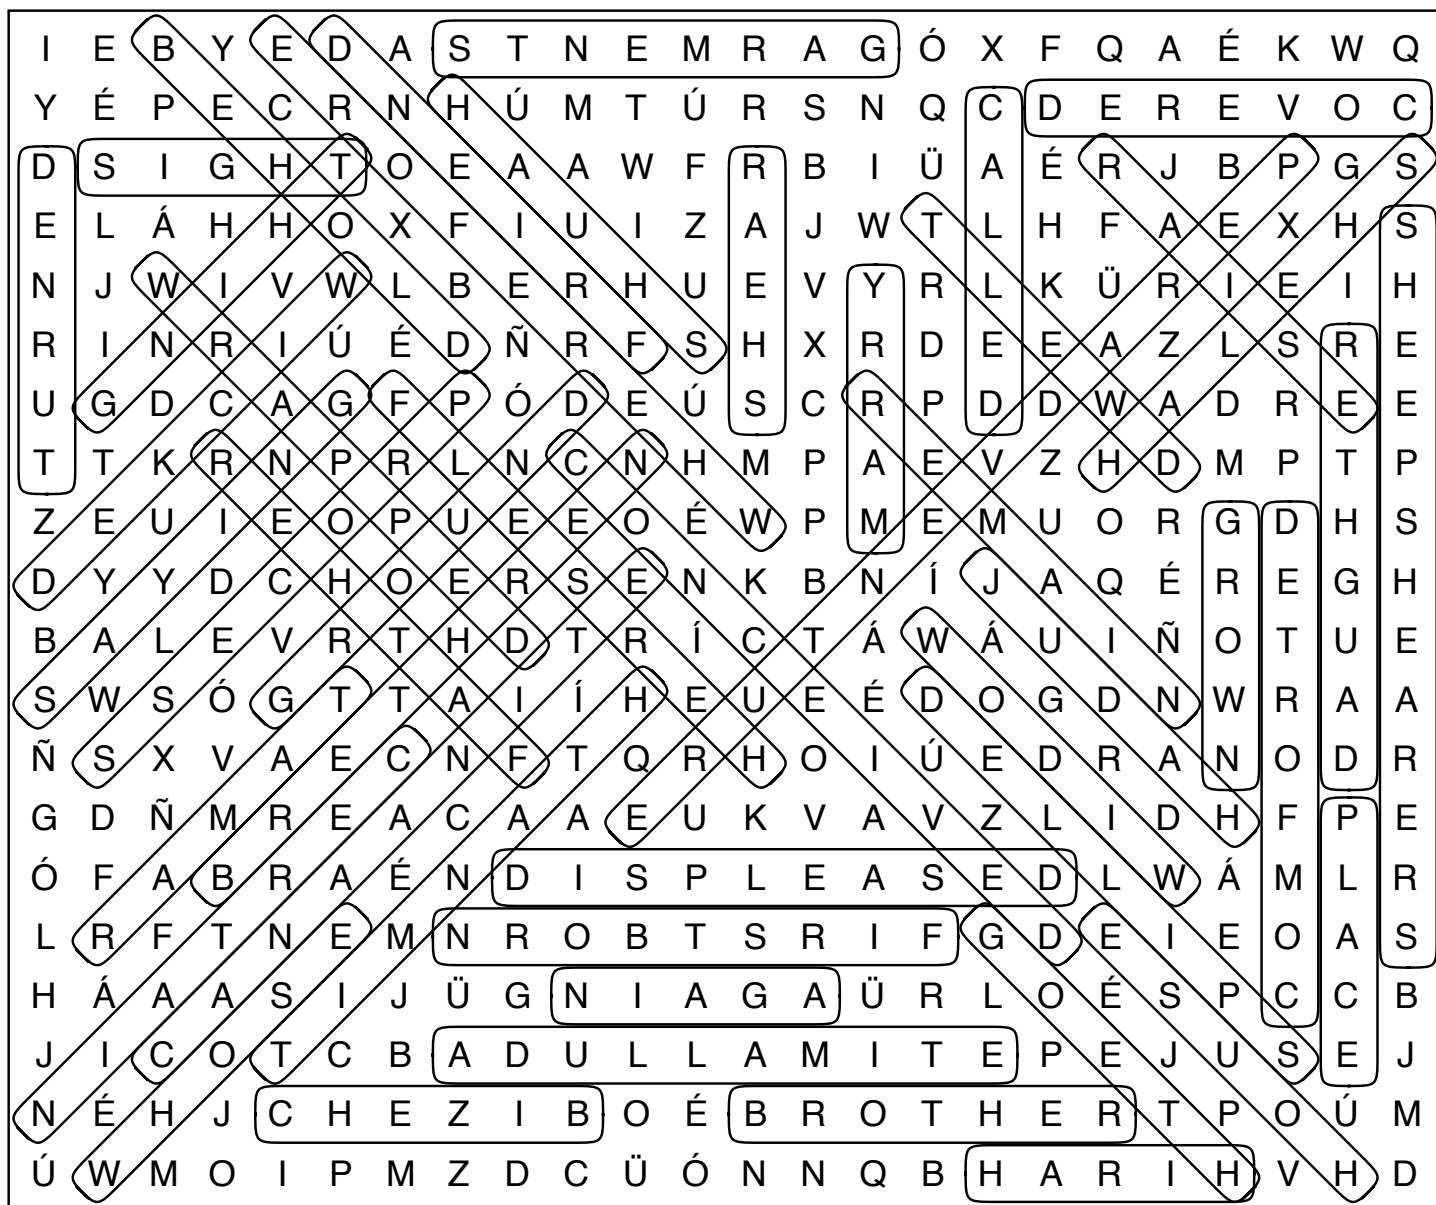 I E B Y E D A S T N E M R A G Ó X F Q A É K W Q
Y É P E C R N H Ú M T Ú R S N Q C D E R E V O C
D S I G H T O E A A W F R B I Ü A É R J B P G S
E L Á H H O X F I U I Z A J W T L H F A E X H S
N J W I V W L B E R H U E V Y R L K Ü R I E I H
R I N R I Ú É D Ñ R F S H X R D E E A Z L S R E
U G D C A G F P Ó D E Ú S C R P D D W A D R E E
T T K R N P R L N C N H M P A E V Z H D M P T P
Z E U I E O P U E E O É W P M E M U O R G D H S
D Y Y D C H O E R S E N K B N Í J A Q É R E G H
B A L E V R T H D T R Í C T Á W Á U I Ñ O T U E
S W S Ó G T T A I Í H E U E É D O G D N W R A A
Ñ S X V A E C N F T Q R H O I Ú E D R A N O D R
G D Ñ M R E A C A A E U K V A V Z L I D H F P E
Ó F A B R A É N D I S P L E A S E D L W Á M L R
L R F T N E M N R O B T S R I F G D E I E O A S
H Á A A S I J Ü G N I A G A Ü R L O É S P C C B
J I C O T C B A D U L L A M I T E P E J U S E J
N É H J C H E Z I B O É B R O T H E R T P O Ú M
Ú W M O I P M Z D C Ü Ó N N Q B H A R I H V H D